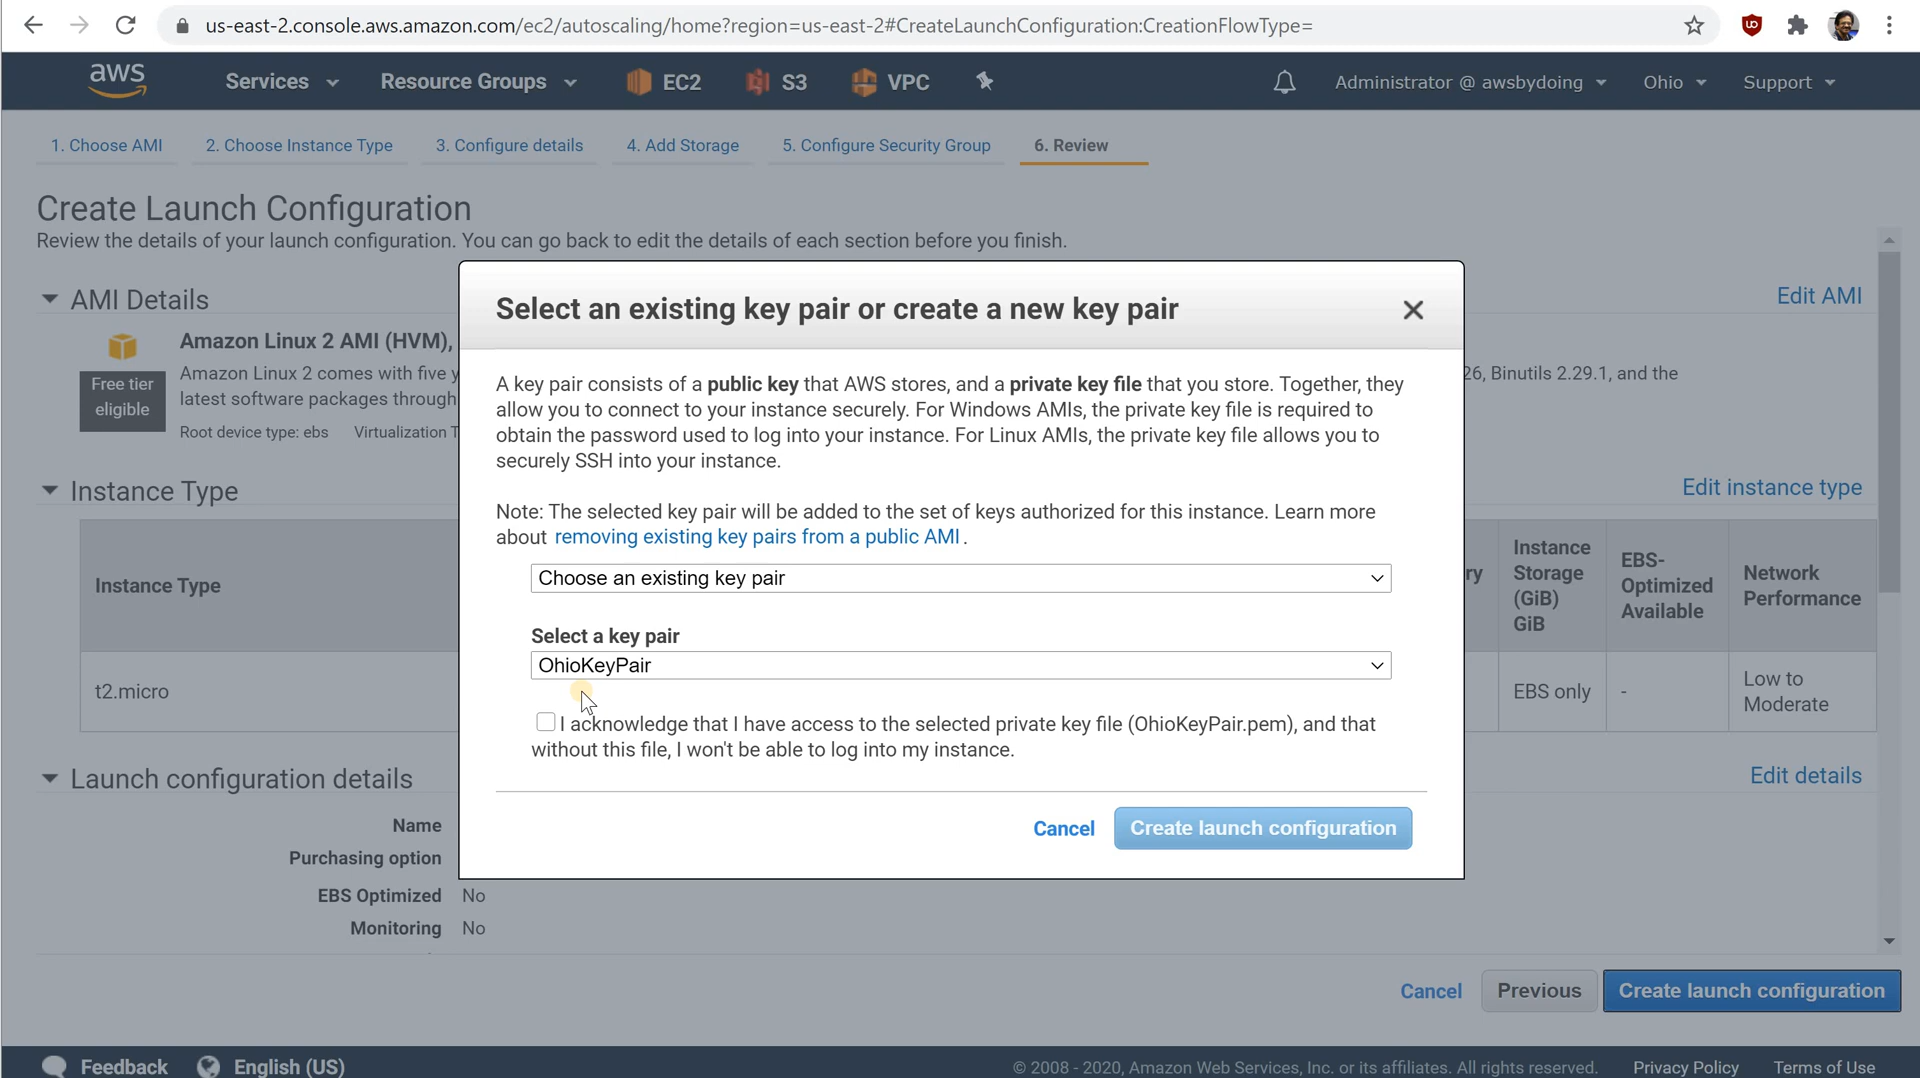 us-east-2.console.aws.amazon.com/ec2/autoscaling/home?region=us-east-2#CreateLaunchConfiguration:CreationFlowType=
aws Services Resource Groups EC2 S3 VPC Administrator @ awsbydoing Ohio Support
1. Choose AMI 2. Choose Instance Type 3. Configure details 4. Add Storage 5. Configure Security Group 6. Review
Create Launch Configuration
Review the details of your launch configuration. You can go back to edit the details of each section before you finish.
AMI Details
Edit AMI
Free tier
eligible
Amazon Linux 2 AMI (HVM),
Amazon Linux 2 comes with five y
26, Binutils 2.29.1, and the
latest software packages through
Root device type: ebs Virtualization T
Instance Type
Edit instance type
Instance Type
ry
Instance
Storage
(GiB)
GiB
EBS-
Optimized
Available
Network
Performance
t2.micro
EBS only
-
Low to
Moderate
Launch configuration details
Edit details
Name
Purchasing option
EBS Optimized No
Monitoring No
Select an existing key pair or create a new key pair
A key pair consists of a public key that AWS stores, and a private key file that you store. Together, they
allow you to connect to your instance securely. For Windows AMIs, the private key file is required to
obtain the password used to log into your instance. For Linux AMIs, the private key file allows you to
securely SSH into your instance.
Note: The selected key pair will be added to the set of keys authorized for this instance. Learn more
about removing existing key pairs from a public AMI.
Choose an existing key pair
Select a key pair
OhioKeyPair
I acknowledge that I have access to the selected private key file (OhioKeyPair.pem), and that
without this file, I won't be able to log into my instance.
Cancel Create launch configuration
Cancel Previous Create launch configuration
Feedback English (US) © 2008 - 2020, Amazon Web Services, Inc. or its affiliates. All rights reserved. Privacy Policy Terms of Use